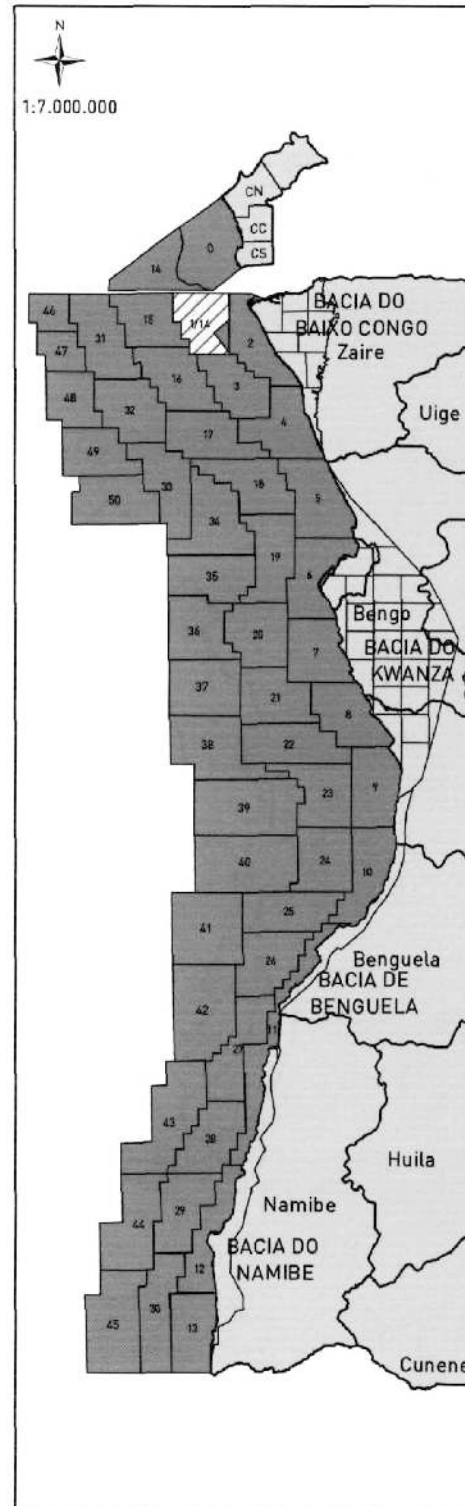 N
1:7.000.000
CN
CC
CS
0
14
46
47
31
15
1/14
2
BACIA DO
BAIXO CONGO
Zaire
48
32
16
3
4
Uige
49
17
50
33
34
18
5
35
19
6
Bengo
36
20
7
BACIA DO
KWANZA
37
21
8
38
22
39
23
9
40
24
10
41
25
26
Benguela
BACIA DE
BENGUELA
42
11
27
43
28
Huila
44
29
Namibe
BACIA DO
NAMIBE
12
45
30
13
Cunene